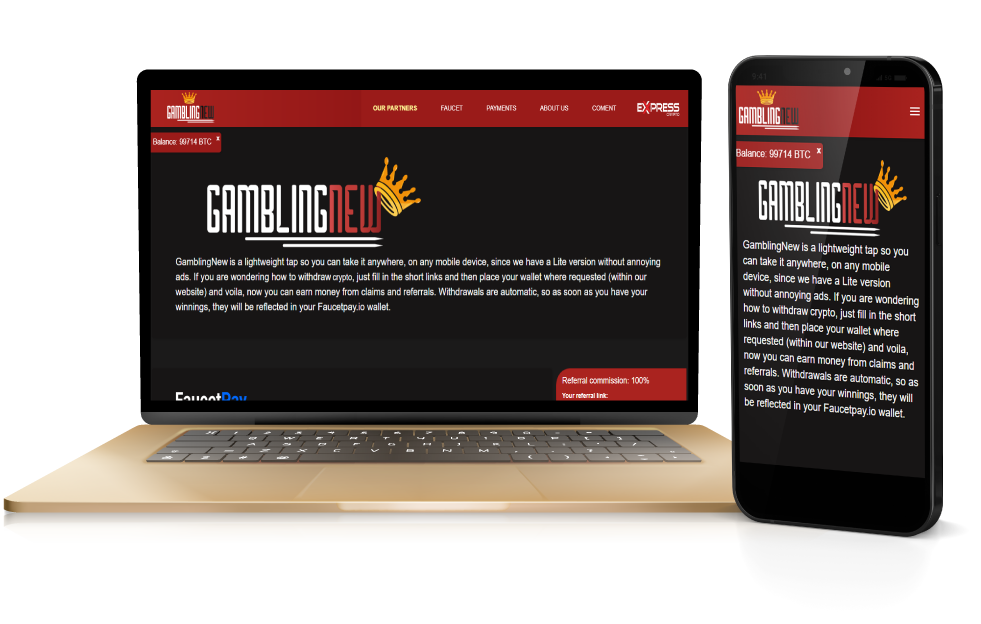 GAMBLINGNEW
OUR PARTNERS FAUCET PAYMENTS ABOUT US COMENT EXPRESS
CRYPTO
Balance: 99714 BTC x
GAMBLINGNEW
GamblingNew is a lightweight tap so you can take it anywhere, on any mobile device, since we have a Lite version without annoying
ads. If you are wondering how to withdraw crypto, just fill in the short links and then place your wallet where requested (within our
website) and voila, now you can earn money from claims and referrals. Withdrawals are automatic, so as soon as you have your
winnings, they will be reflected in your Faucetpay.io wallet.
FaucetPay
Referral commission: 100%
Your referral link:
9:41
GAMBLINGNEW
Balance: 99714 BTC x
GAMBLINGNEW
GamblingNew is a lightweight tap so you
can take it anywhere, on any mobile
device, since we have a Lite version
without annoying ads. If you are wondering
how to withdraw crypto, just fill in the short
links and then place your wallet where
requested (within our website) and voila,
now you can earn money from claims and
referrals. Withdrawals are automatic, so as
soon as you have your winnings, they will
be reflected in your Faucetpay.io wallet.